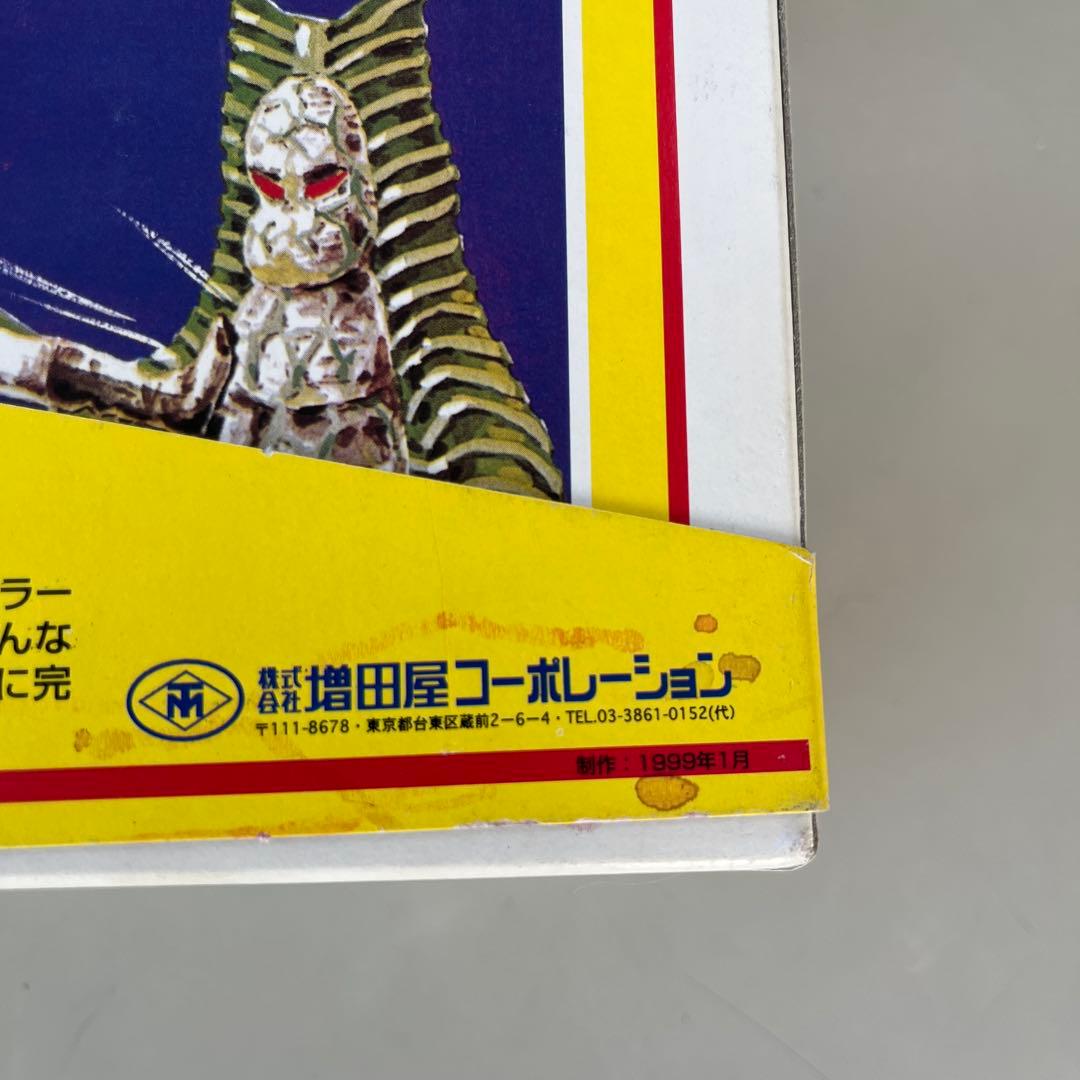 ラー
んな
に完
TM
株式会社増田屋コーポレーション
〒111-8678・東京都台東区蔵前2-6-4・TEL.03-3861-0152(代)
制作：1999年1月